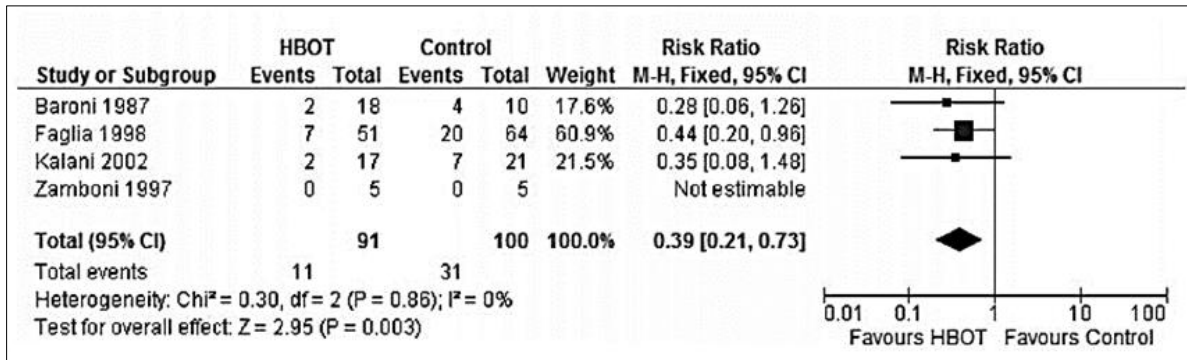 HBOT Control Risk Ratio Risk Ratio
Study or Subgroup Events Total Events Total Weight M-H, Fixed, 95% CI M-H, Fixed, 95% CI
Baroni 1987 2 18 4 10 17.6% 0.28 [0.06, 1.26]
Faglia 1998 7 51 20 64 60.9% 0.44 [0.20, 0.96]
Kalani 2002 2 17 7 21 21.5% 0.35 [0.08, 1.48]
Zamboni 1997 0 5 0 5 Not estimable
Total (95% CI) 91 100 100.0% 0.39 [0.21, 0.73]
Total events 11 31
Heterogeneity: Chi² = 0.30, df = 2 (P = 0.86); I² = 0%
Test for overall effect: Z = 2.95 (P = 0.003)
0.01 0.1 1 10 100
Favours HBOT Favours Control